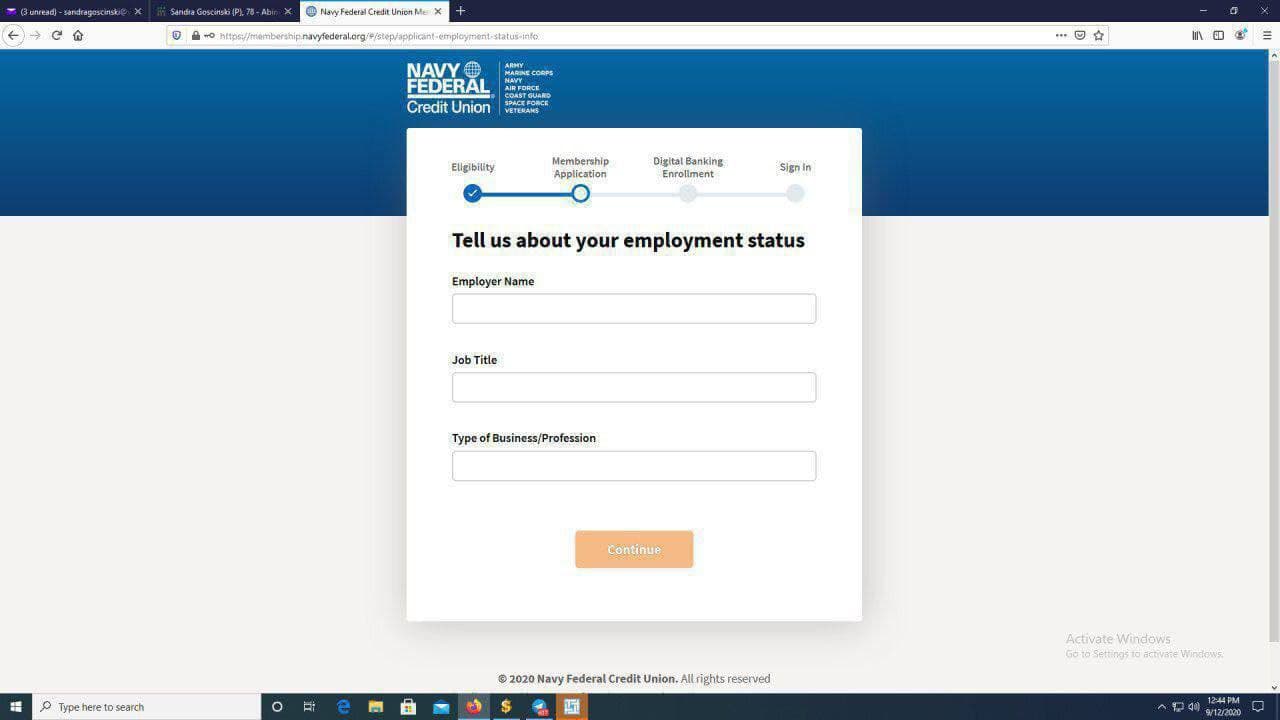 (3 unread) - sandragoscinski@
Sandra Goscinski (P), 78 - Abin
Navy Federal Credit Union Mem
https://membership.navyfederal.org/#/step/applicant-employment-status-info
NAVY
FEDERAL
Credit Union
ARMY
MARINE CORPS
NAVY
AIR FORCE
COAST GUARD
SPACE FORCE
VETERANS
Eligibility
Membership
Application
Digital Banking
Enrollment
Sign In
Tell us about your employment status
Employer Name
Job Title
Type of Business/Profession
Continue
Activate Windows
Go to Settings to activate Windows.
© 2020 Navy Federal Credit Union. All rights reserved
Type here to search
12:44 PM
9/12/2020